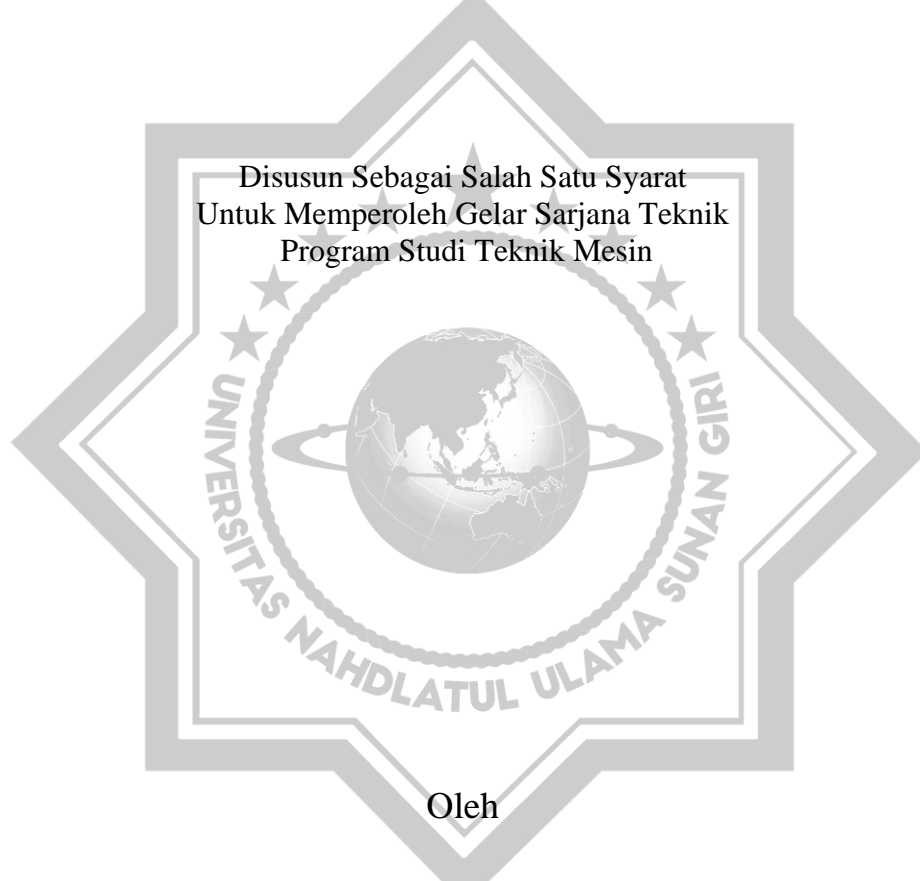 Disusun Sebagai Salah Satu Syarat
Untuk Memperoleh Gelar Sarjana Teknik
Program Studi Teknik Mesin
UNIVERSITAS NAHDLATUL ULAMA SUNAN GIRI
Oleh